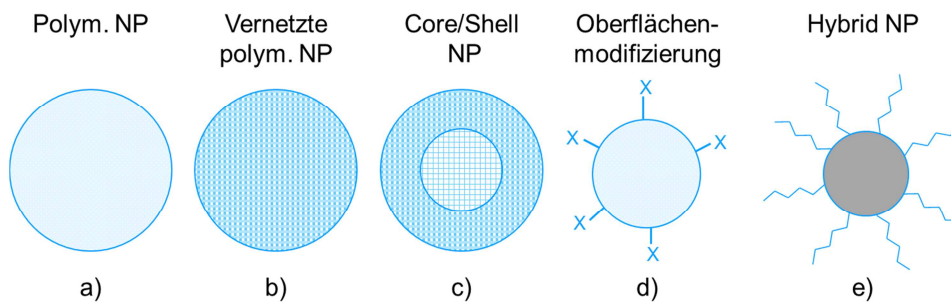 Polym. NP
Vernetzte
polym. NP
Core/Shell
NP
Oberflächen-
modifizierung
Hybrid NP
X
X
X
X
X
a)
b)
c)
d)
e)